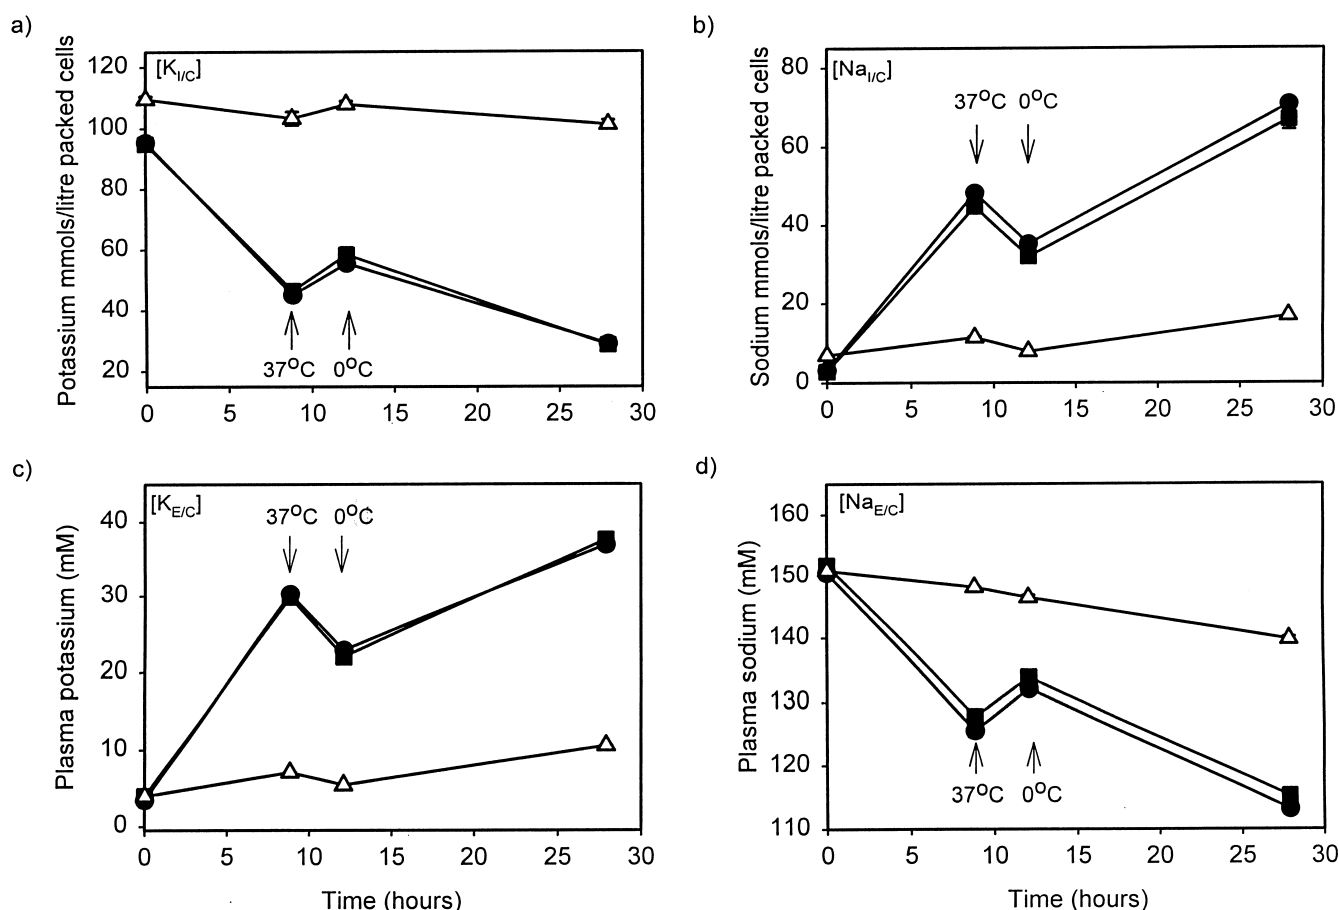 a)
Potassium mmols/litre packed cells
[K_I/C]
120
100
80
60
40
20
37°C 0°C
0 5 10 15 20 25 30
b)
Sodium mmols/litre packed cells
[Na_I/C]
80
60
40
20
0
37°C 0°C
0 5 10 15 20 25 30
c)
Plasma potassium (mM)
[K_E/C]
40
30
20
10
0
37°C 0°C
0 5 10 15 20 25 30
Time (hours)
d)
Plasma sodium (mM)
[Na_E/C]
160
150
140
130
120
110
37°C 0°C
0 5 10 15 20 25 30
Time (hours)